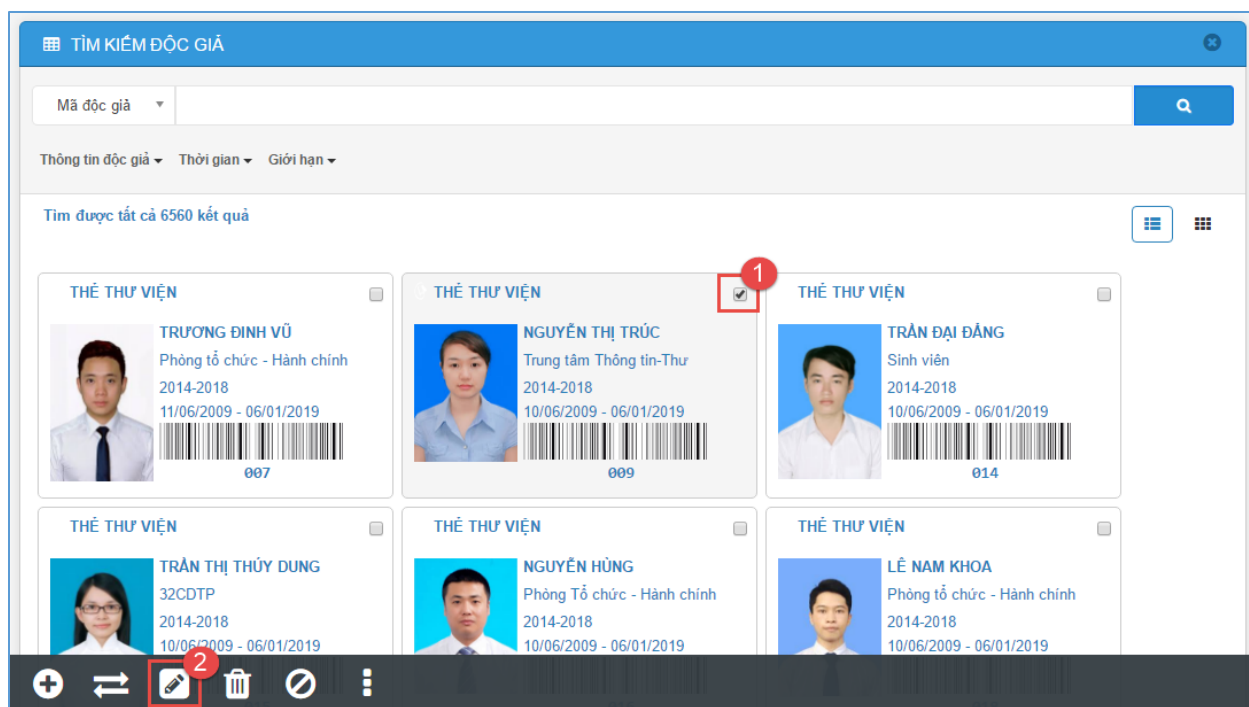 TÌM KIẾM ĐỘC GIẢ
Mã độc giả
Thông tin độc giả Thời gian Giới hạn
Tìm được tất cả 6560 kết quả
1
THẺ THƯ VIỆN
TRƯƠNG ĐINH VŨ
Phòng tổ chức - Hành chính
2014-2018
11/06/2009 - 06/01/2019
007
THẺ THƯ VIỆN
NGUYỄN THỊ TRÚC
Trung tâm Thông tin-Thư
2014-2018
10/06/2009 - 06/01/2019
009
THẺ THƯ VIỆN
TRẦN ĐẠI ĐĂNG
Sinh viên
2014-2018
10/06/2009 - 06/01/2019
014
THẺ THƯ VIỆN
TRẦN THỊ THÚY DUNG
32CDTP
2014-2018
10/06/2009 - 06/01/2019
THẺ THƯ VIỆN
NGUYỄN HÙNG
Phòng Tổ chức - Hành chính
2014-2018
10/06/2009 - 06/01/2019
THẺ THƯ VIỆN
LÊ NAM KHOA
Phòng tổ chức - Hành chính
2014-2018
10/06/2009 - 06/01/2019
2